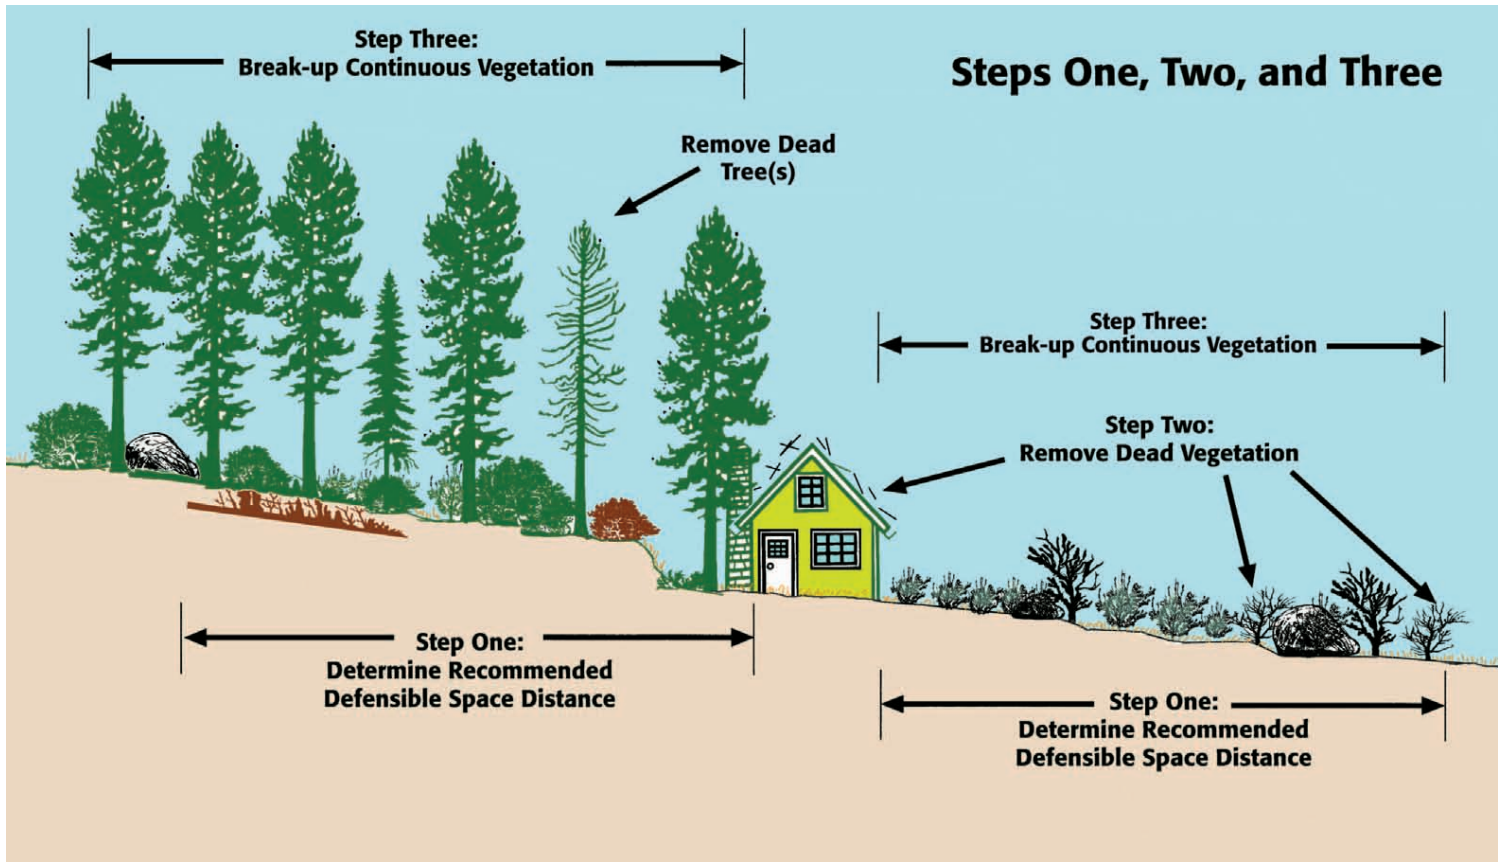 Step Three:
Break-up Continuous Vegetation
Steps One, Two, and Three
Remove Dead
Tree(s)
Step Three:
Break-up Continuous Vegetation
Step Two:
Remove Dead Vegetation
Step One:
Determine Recommended
Defensible Space Distance
Step One:
Determine Recommended
Defensible Space Distance